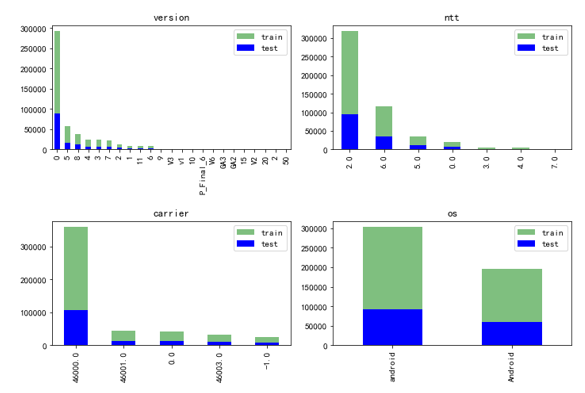 version
300000
250000
200000
150000
100000
50000
0
train
test
0
5
8
4
3
7
2
1
11
6
9
V3
v1
10
P_Final_6
V6
GA3
GA2
15
V2
20
2
50
ntt
300000
250000
200000
150000
100000
50000
0
train
test
2.0
6.0
5.0
0.0
3.0
4.0
7.0
carrier
300000
200000
100000
0
train
test
46000.0
46001.0
0.0
46003.0
-1.0
os
300000
250000
200000
150000
100000
50000
0
train
test
android
Android